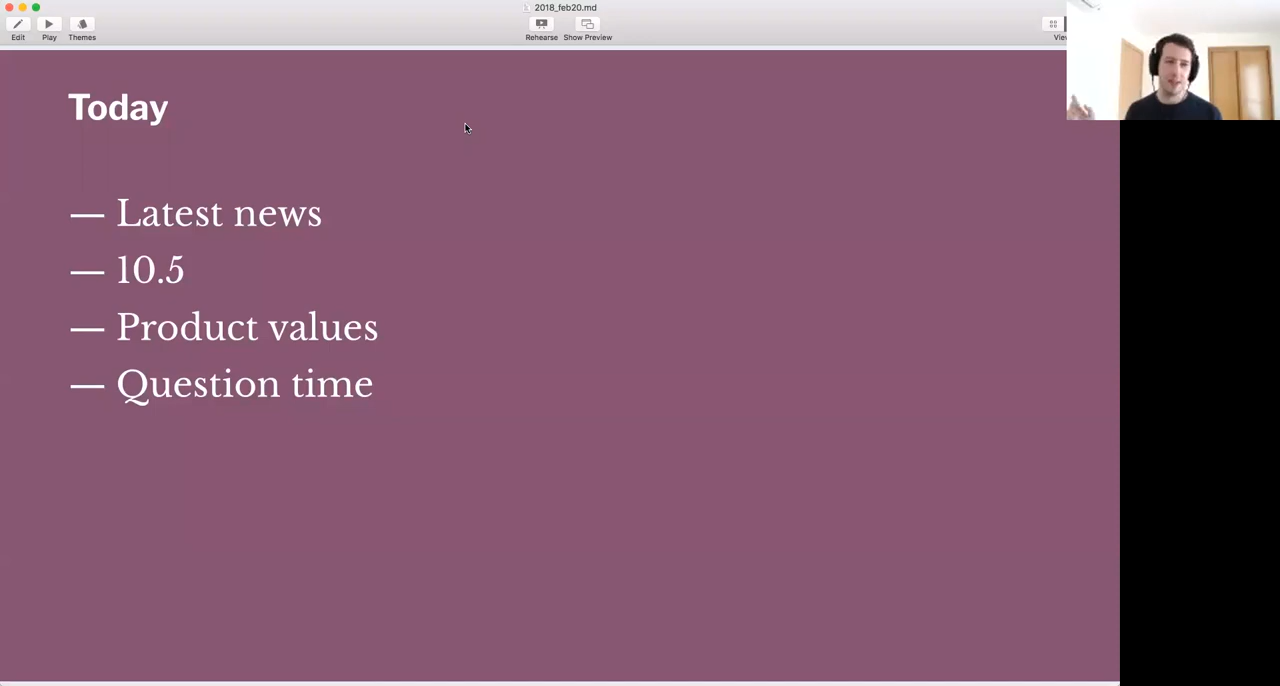 2018_feb20.md
Edit Play Themes Rehearse Show Preview
Today
— Latest news
— 10.5
— Product values
— Question time